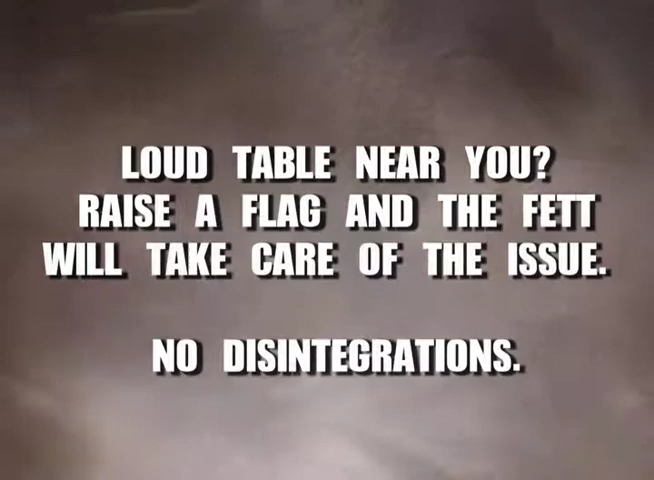 LOUD TABLE NEAR YOU?
RAISE A FLAG AND THE FETT
WILL TAKE CARE OF THE ISSUE.
NO DISINTEGRATIONS.